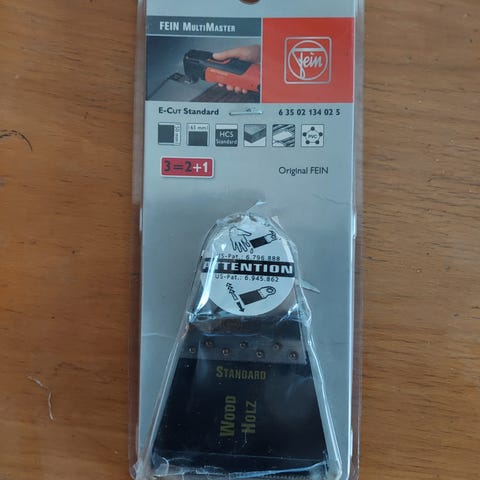 FEIN MULTIMASTER
Fein
E-CUT STANDARD 6 35 02 134 02 5
65 mm
HCS
Standard
PVC
3=2+1
Original FEIN
US-Pat.: 6.796.888
ATTENTION
US-Pat.: 6.945.862
STANDARD
WOOD
HOLZ